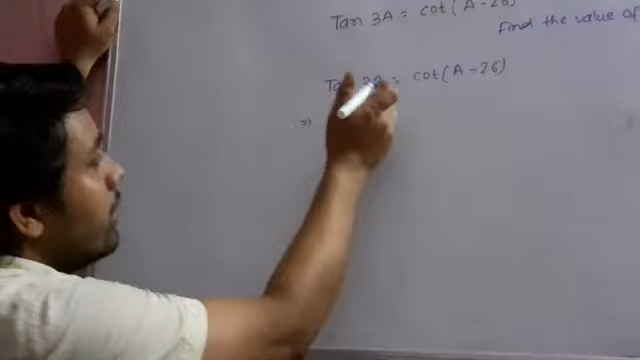 Tan 3A = cot(A - 26)
Find the value of
= cot(A - 26)
⇒